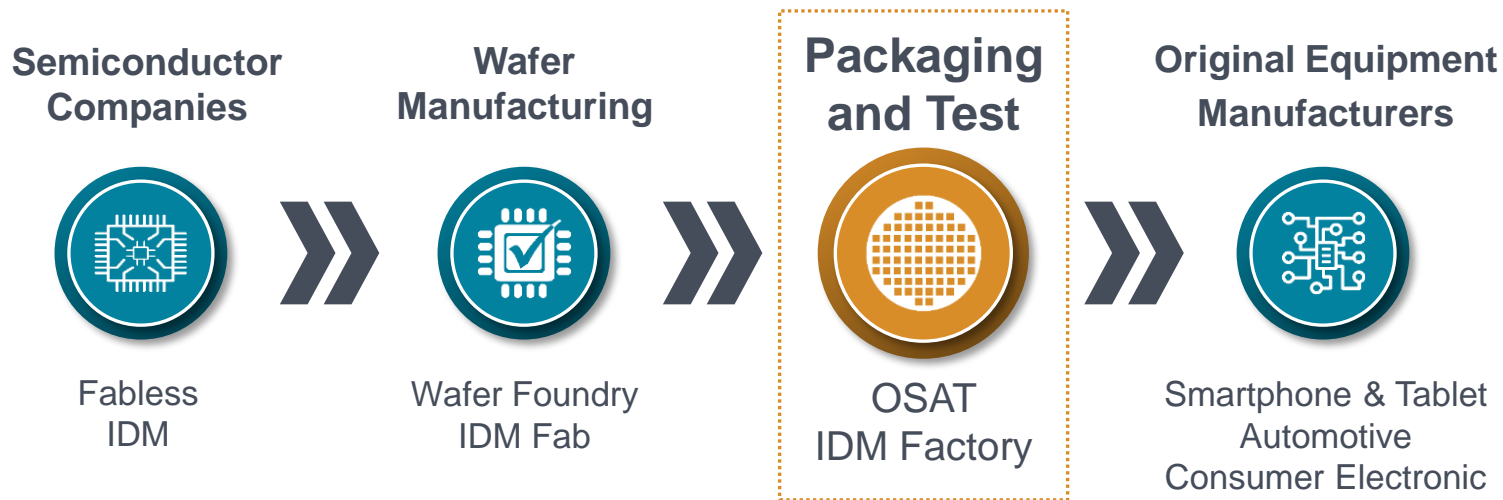 Semiconductor
Companies
Wafer
Manufacturing
Packaging
and Test
Original Equipment
Manufacturers
Fabless
IDM
Wafer Foundry
IDM Fab
OSAT
IDM Factory
Smartphone & Tablet
Automotive
Consumer Electronic